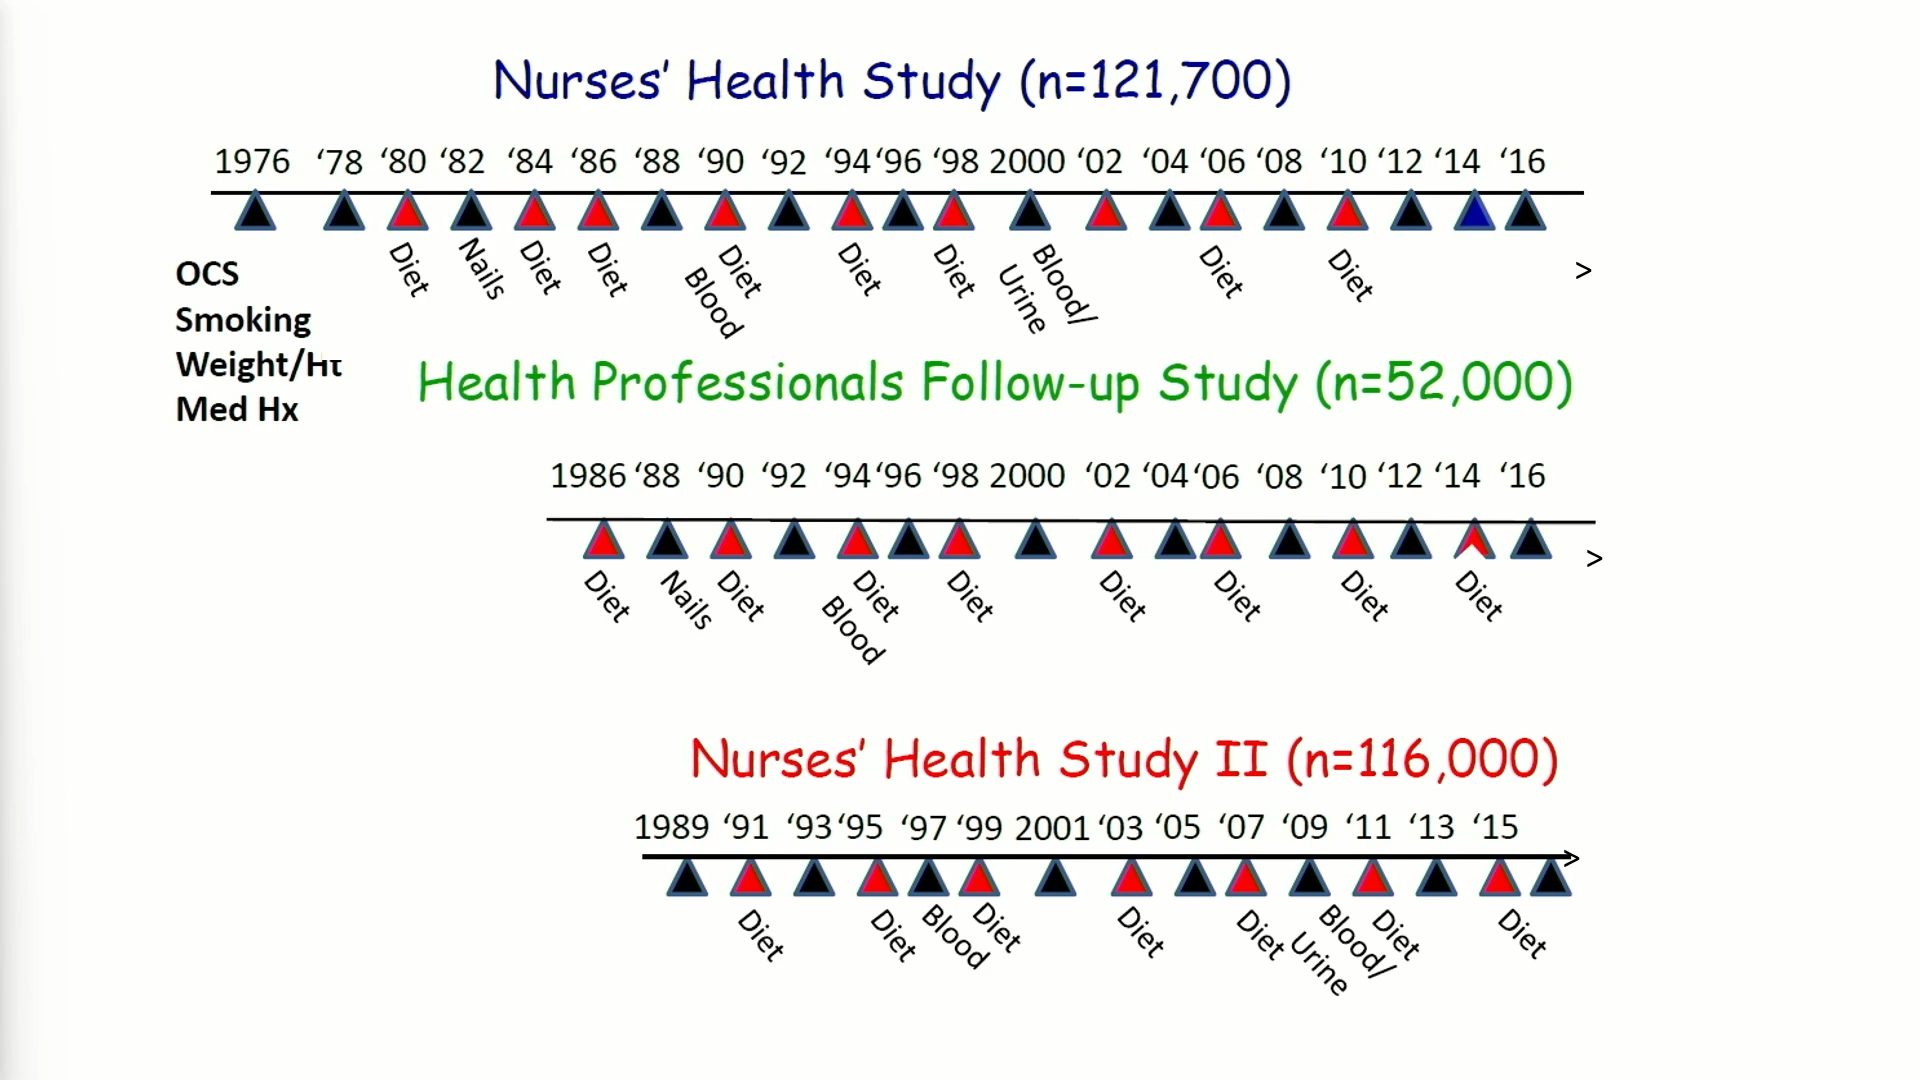 Nurses’ Health Study (n=121,700)
1976 ‘78 ‘80 ‘82 ‘84 ‘86 ‘88 ‘90 ‘92 ‘94 ‘96 ‘98 2000 ‘02 ‘04 ‘06 ‘08 ‘10 ‘12 ‘14 ‘16
Diet Nails Diet Diet Diet Diet Diet Blood/ Diet Diet
Blood Urine
>
OCS
Smoking
Weight/Hτ
Med Hx
Health Professionals Follow-up Study (n=52,000)
1986 ‘88 ‘90 ‘92 ‘94 ‘96 ‘98 2000 ‘02 ‘04 ‘06 ‘08 ‘10 ‘12 ‘14 ‘16
>
Diet Nails Diet Diet Diet Diet Diet Diet Diet
Blood
Nurses’ Health Study II (n=116,000)
1989 ‘91 ‘93 ‘95 ‘97 ‘99 2001 ‘03 ‘05 ‘07 ‘09 ‘11 ‘13 ‘15
>
Diet Diet Blood Diet Diet Diet Blood/ Diet Diet
Urine